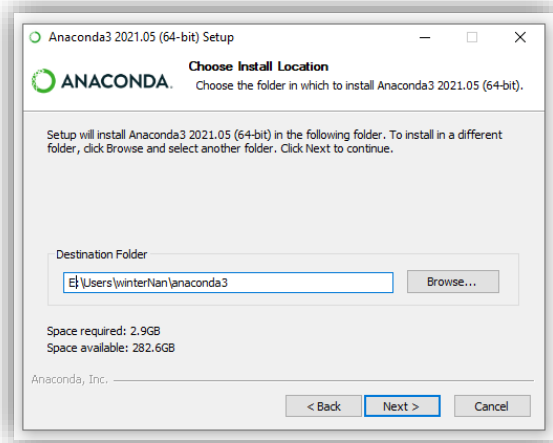 Anaconda3 2021.05 (64-bit) Setup
ANACONDA.
Choose Install Location
Choose the folder in which to install Anaconda3 2021.05 (64-bit).
Setup will install Anaconda3 2021.05 (64-bit) in the following folder. To install in a different
folder, click Browse and select another folder. Click Next to continue.
Destination Folder
E:\Users\winterNan\anaconda3
Browse...
Space required: 2.9GB
Space available: 282.6GB
Anaconda, Inc.
< Back
Next >
Cancel